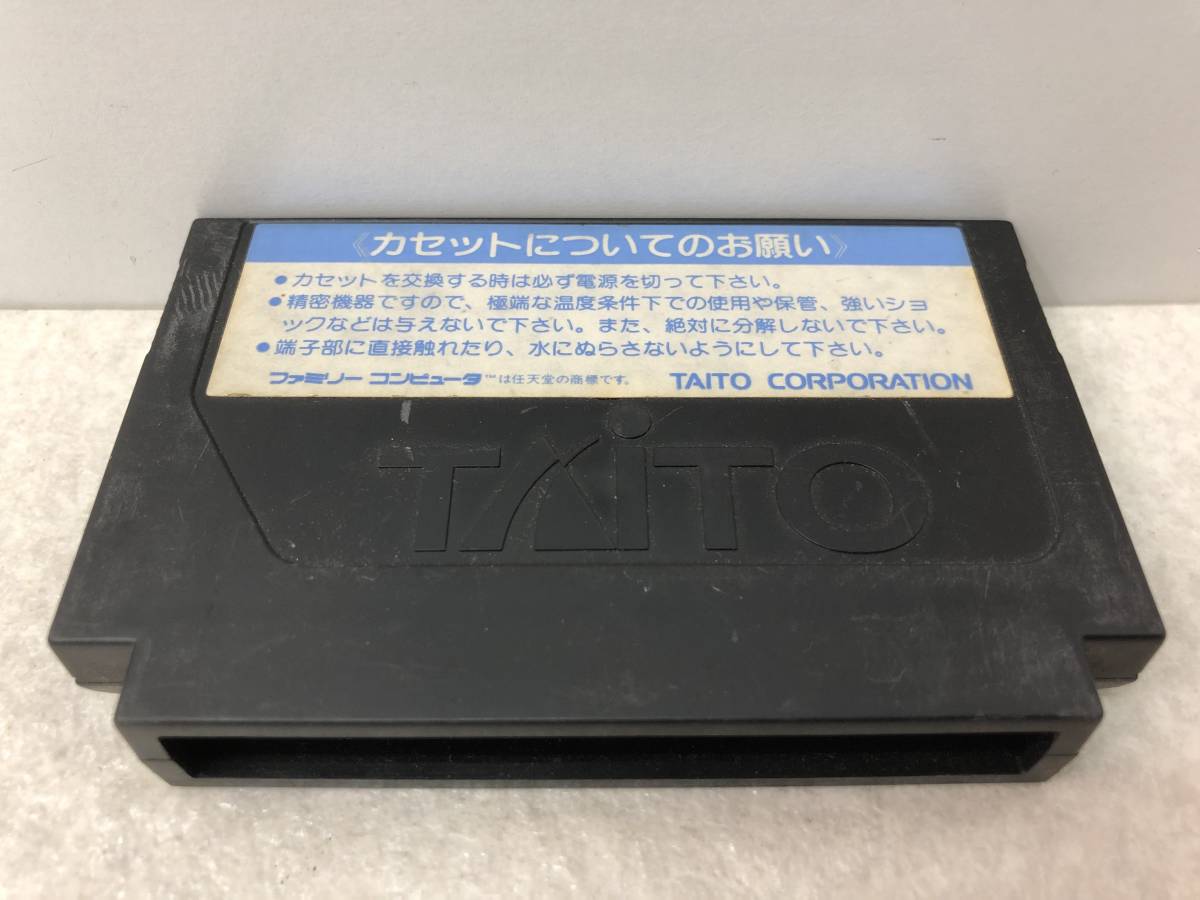 《カセットについてのお願い》
●カセットを交換する時は必ず電源を切って下さい。
●精密機器ですので、極端な温度条件下での使用や保管、強いショ
ックなどは与えないで下さい。また、絶対に分解しないで下さい。
●端子部に直接触れたり、水にぬらさないようにして下さい。
ファミリー コンピュータ™は任天堂の商標です。 TAITO CORPORATION
TAITO